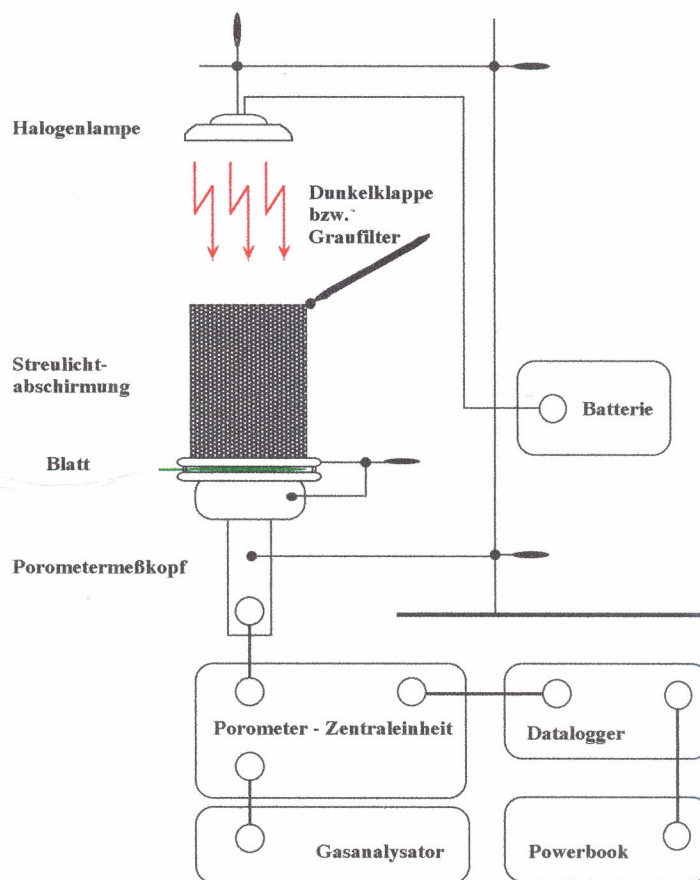 Halogenlampe
Dunkelklappe
bzw.
Graufilter
Streulicht-
abschirmung
Batterie
Blatt
Porometermeßkopf
Porometer - Zentraleinheit
Datalogger
Gasanalysator
Powerbook